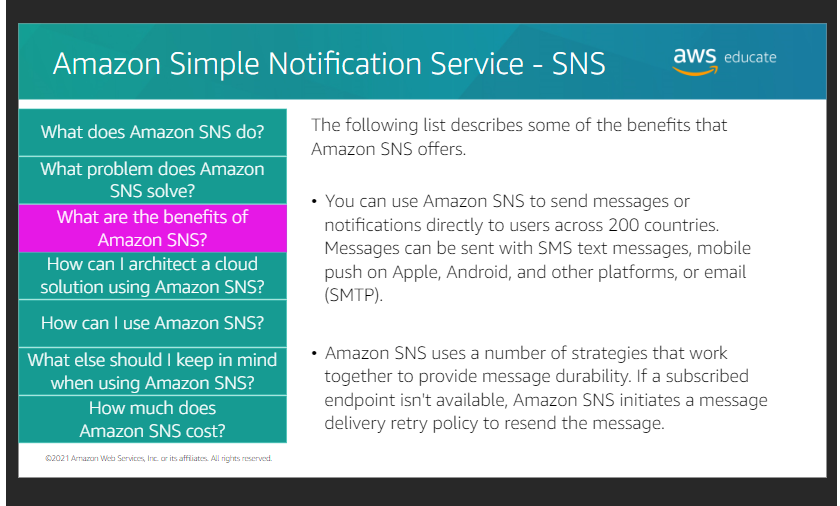 Amazon Simple Notification Service - SNS
aws educate
What does Amazon SNS do?
What problem does Amazon
SNS solve?
What are the benefits of
Amazon SNS?
How can I architect a cloud
solution using Amazon SNS?
How can I use Amazon SNS?
What else should I keep in mind
when using Amazon SNS?
How much does
Amazon SNS cost?
The following list describes some of the benefits that
Amazon SNS offers.
• You can use Amazon SNS to send messages or
notifications directly to users across 200 countries.
Messages can be sent with SMS text messages, mobile
push on Apple, Android, and other platforms, or email
(SMTP).
• Amazon SNS uses a number of strategies that work
together to provide message durability. If a subscribed
endpoint isn't available, Amazon SNS initiates a message
delivery retry policy to resend the message.
©2021 Amazon Web Services, Inc. or its affiliates. All rights reserved.